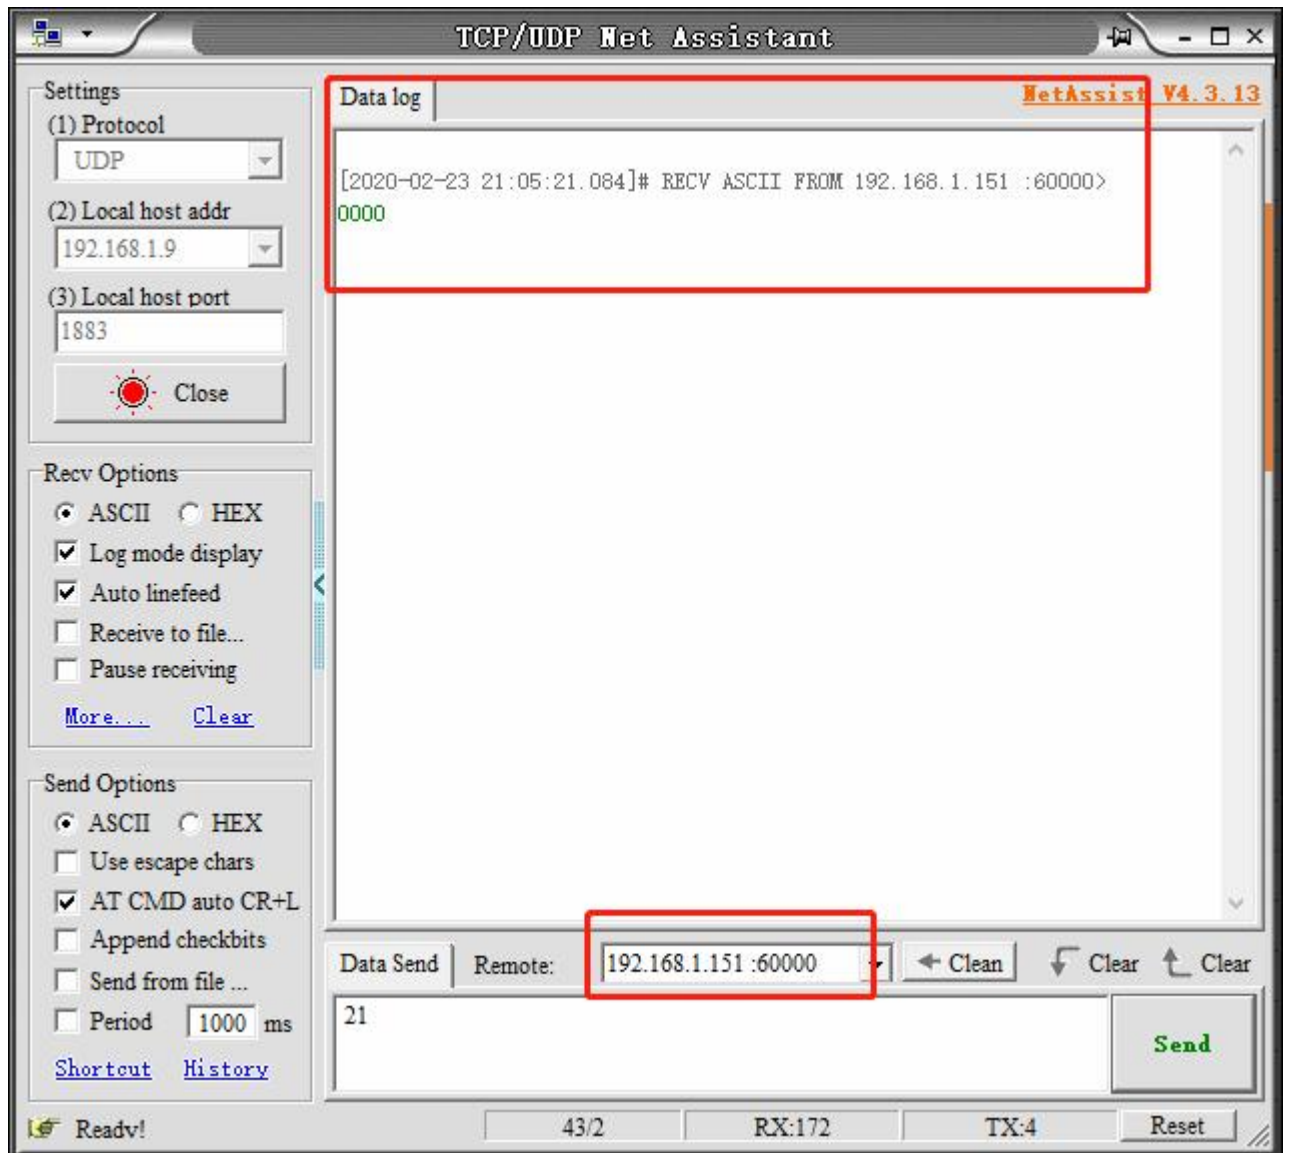 TCP/UDP Net Assistant
Settings
(1) Protocol
UDP
(2) Local host addr
192.168.1.9
(3) Local host port
1883
Close
Recv Options
ASCII HEX
Log mode display
Auto linefeed
Receive to file...
Pause receiving
More... Clear
Send Options
ASCII HEX
Use escape chars
AT CMD auto CR+L
Append checkbits
Send from file ...
Period 1000 ms
Shortcut History
Data log NetAssist V4.3.13
[2020-02-23 21:05:21.084]# RECV ASCII FROM 192.168.1.151 :60000>
0000
Data Send Remote: 192.168.1.151 :60000 Clean Clear Clear
21
Send
Ready! 43/2 RX:172 TX:4 Reset